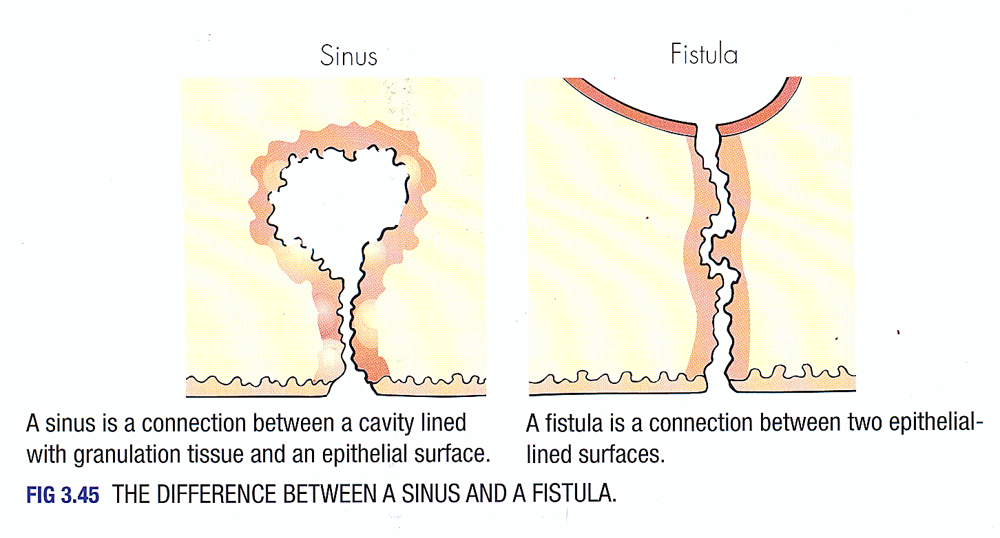 Sinus
Fistula
A sinus is a connection between a cavity lined
with granulation tissue and an epithelial surface.
A fistula is a connection between two epithelial-
lined surfaces.
FIG 3.45 THE DIFFERENCE BETWEEN A SINUS AND A FISTULA.